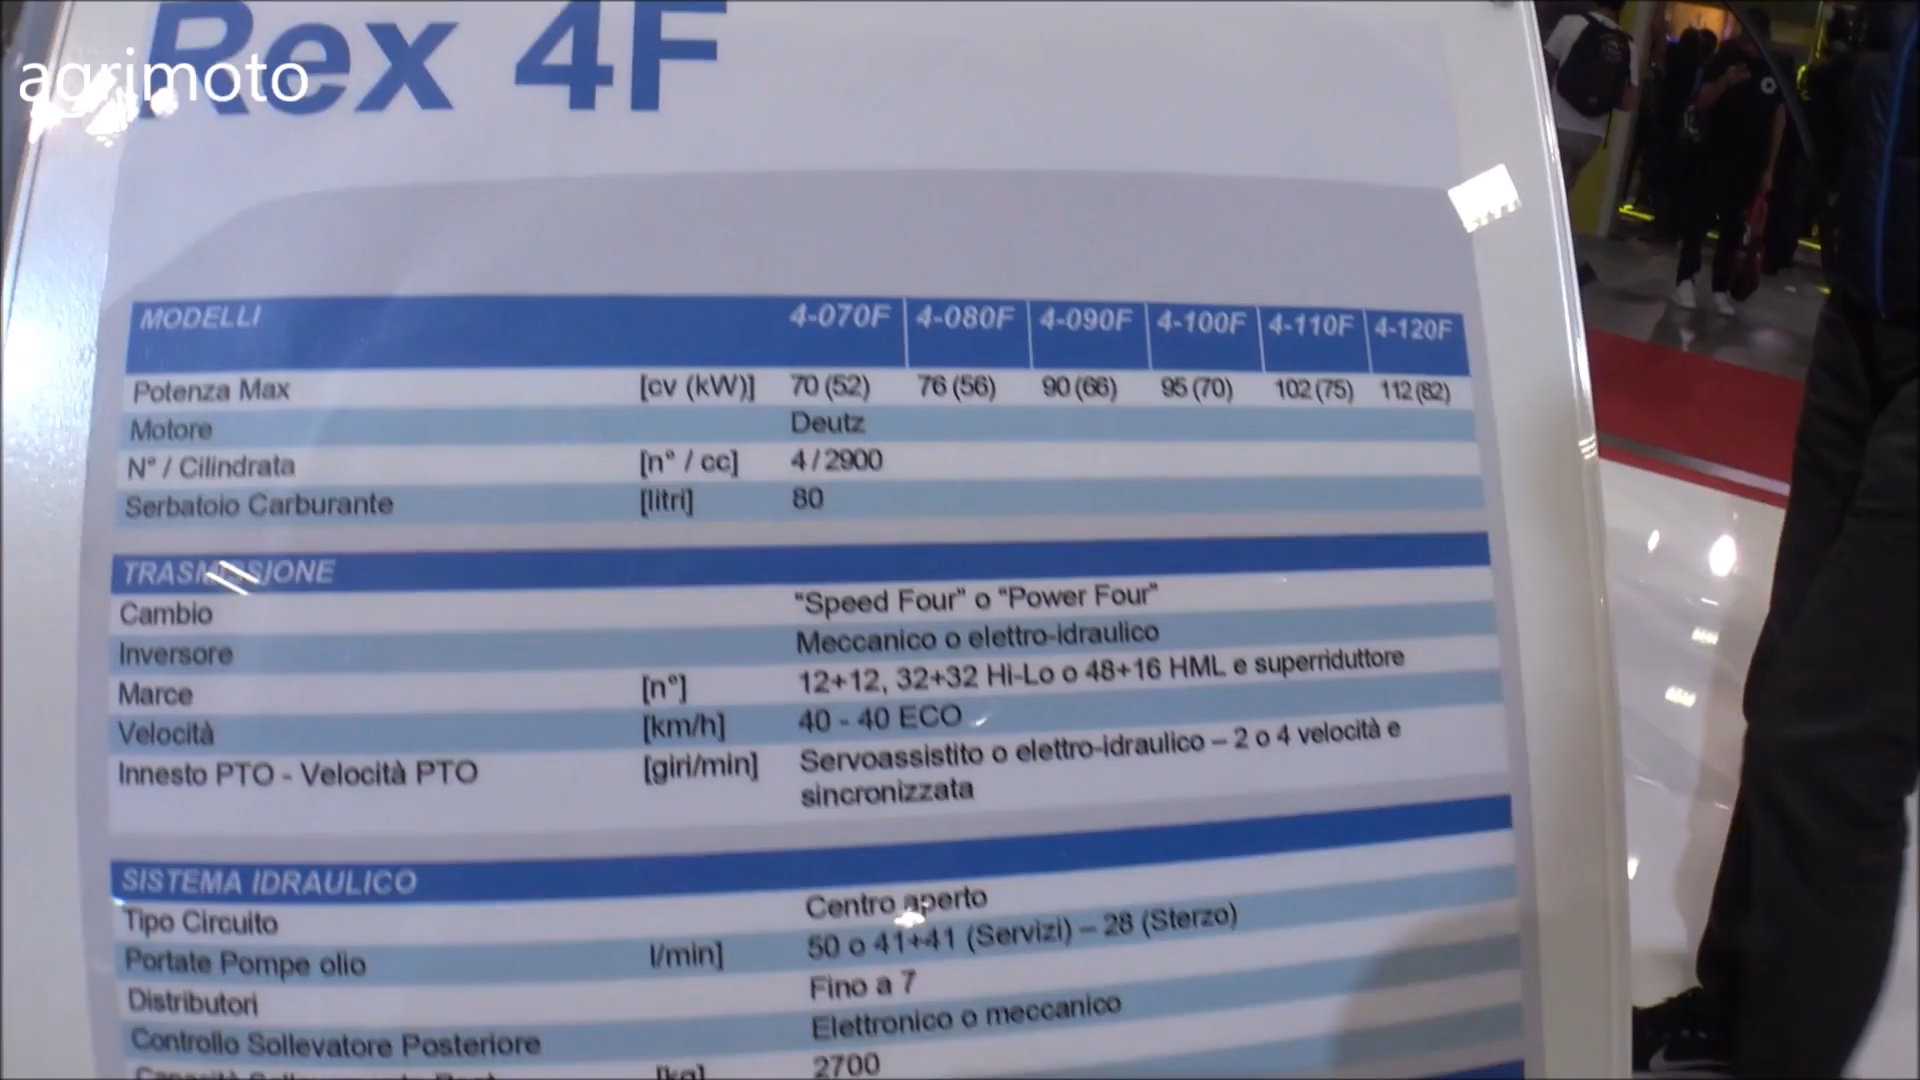 Rex 4F
agrimoto
MODELLI 4-070F 4-080F 4-090F 4-100F 4-110F 4-120F
Potenza Max [cv (kW)] 70 (52) 76 (56) 90 (66) 95 (70) 102 (75) 112 (82)
Motore Deutz
N° / Cilindrata [n° / cc] 4 / 2900
Serbatoio Carburante [litri] 80
TRASMISSIONE
Cambio "Speed Four" o "Power Four"
Inversore Meccanico o elettro-idraulico
Marce [n°] 12+12, 32+32 Hi-Lo o 48+16 HML e superriduttore
Velocità [km/h] 40 - 40 ECO
Innesto PTO - Velocità PTO [giri/min] Servoassistito o elettro-idraulico – 2 o 4 velocità e
sincronizzata
SISTEMA IDRAULICO
Tipo Circuito Centro aperto
Portate Pompe olio l/min] 50 o 41+41 (Servizi) – 28 (Sterzo)
Distributori Fino a 7
Controllo Sollevatore Posteriore Elettronico o meccanico
Capacità [kg] 2700